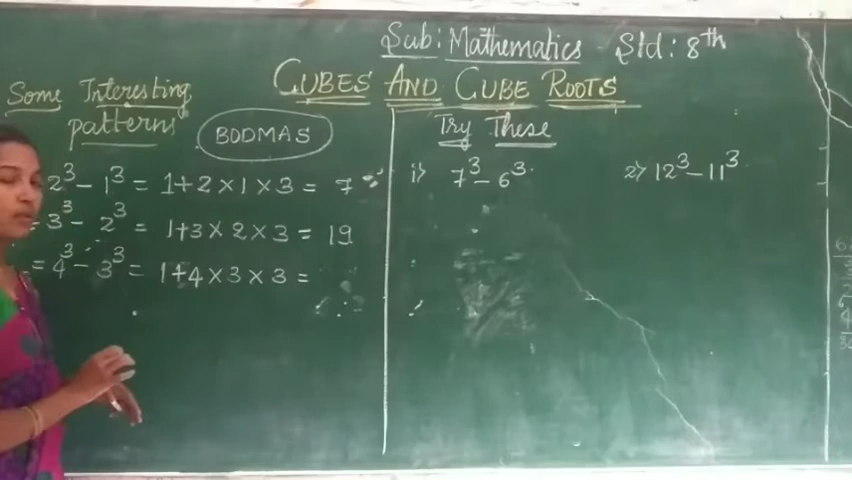 Sub: Mathematics Std: 8th
CUBES AND CUBE ROOTS
Some Interesting
patterns
BODMAS
2³ - 1³ = 1+2×1×3 = 7
= 3³ - 2³ = 1+3×2×3 = 19
= 4³ - 3³ = 1+4×3×3 =
Try These
1) 7³ - 6³
2) 12³ - 11³